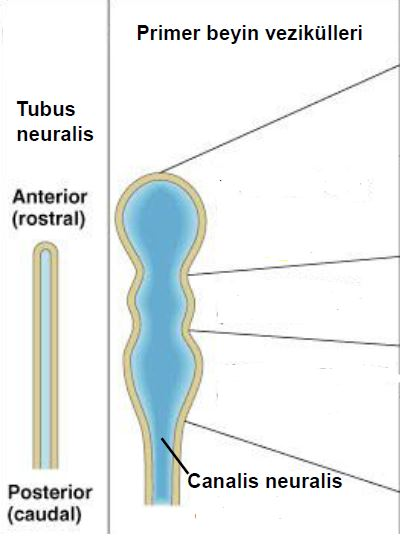 Primer beyin vezikülleri
Tubus
neuralis
Anterior
(rostral)
Canalis neuralis
Posterior
(caudal)